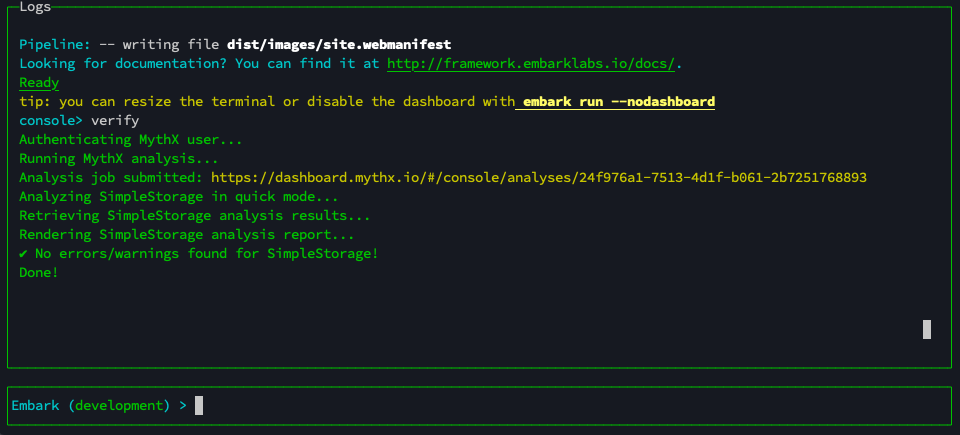 Logs
Pipeline: -- writing file dist/images/site.webmanifest
Looking for documentation? You can find it at http://framework.embarklabs.io/docs/.
Ready
tip: you can resize the terminal or disable the dashboard with embark run --nodashboard
console> verify
Authenticating MythX user...
Running MythX analysis...
Analysis job submitted: https://dashboard.mythx.io/#/console/analyses/24f976a1-7513-4d1f-b061-2b7251768893
Analyzing SimpleStorage in quick mode...
Retrieving SimpleStorage analysis results...
Rendering SimpleStorage analysis report...
✔ No errors/warnings found for SimpleStorage!
Done!
Embark (development) >